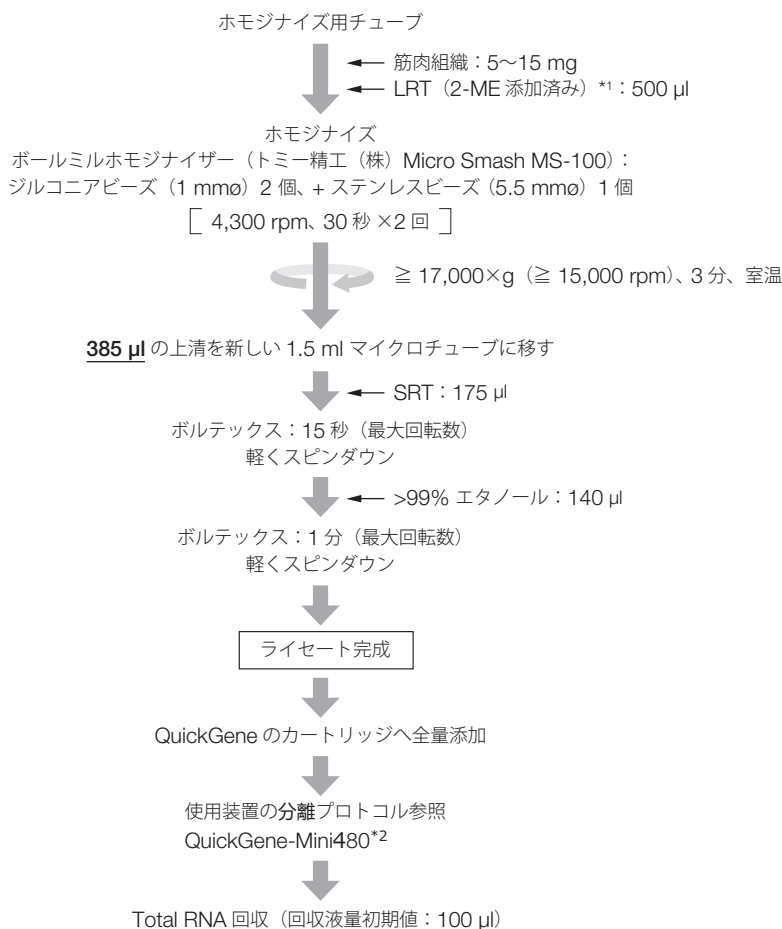 ホモジナイズ用チューブ
筋肉組織：5〜15 mg
LRT（2-ME 添加済み）*1：500 µl
ホモジナイズ
ボールミルホモジナイザー（トミー精工（株）Micro Smash MS-100）：
ジルコニアビーズ（1 mmø）2 個、+ ステンレスビーズ（5.5 mmø）1 個
[ 4,300 rpm、30 秒 ×2 回 ]
≧ 17,000×g（≧ 15,000 rpm）、3 分、室温
385 µl の上清を新しい 1.5 ml マイクロチューブに移す
SRT：175 µl
ボルテックス：15 秒（最大回転数）
軽くスピンダウン
>99% エタノール：140 µl
ボルテックス：1 分（最大回転数）
軽くスピンダウン
ライセート完成
QuickGene のカートリッジへ全量添加
使用装置の分離プロトコル参照
QuickGene-Mini480*2
Total RNA 回収（回収液量初期値：100 µl）